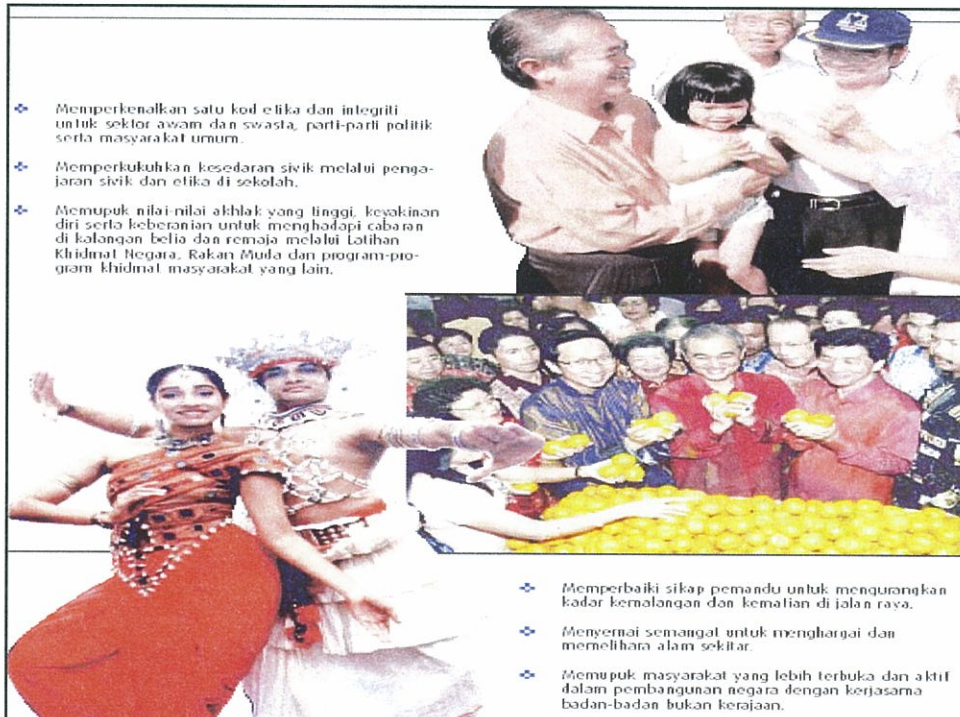 Memperkenalkan satu kod etika dan integriti
untuk sektor awam dan swasta, parti-parti politik
serta masyarakat umum.
Memperkukuhkan kesedaran sivik melalui penga-
jaran sivik dan etika di sekolah.
Memupuk nilai-nilai akhlak yang tinggi, keyakinan
diri serta keberanian untuk menghadapi cabaran
di kalangan belia dan remaja melalui Latihan
Khidmat Negara, Rakan Muda dan program-pro-
gram khidmat masyarakat yang lain.
Memperbaiki sikap pemandu untuk mengurangkan
kadar kemalangan dan kematian di jalan raya.
Menyemai semangat untuk menghargai dan
memelihara alam sekitar.
Memupuk masyarakat yang lebih terbuka dan aktif
dalam pembangunan negara dengan kerjasama
badan-badan bukan kerajaan.